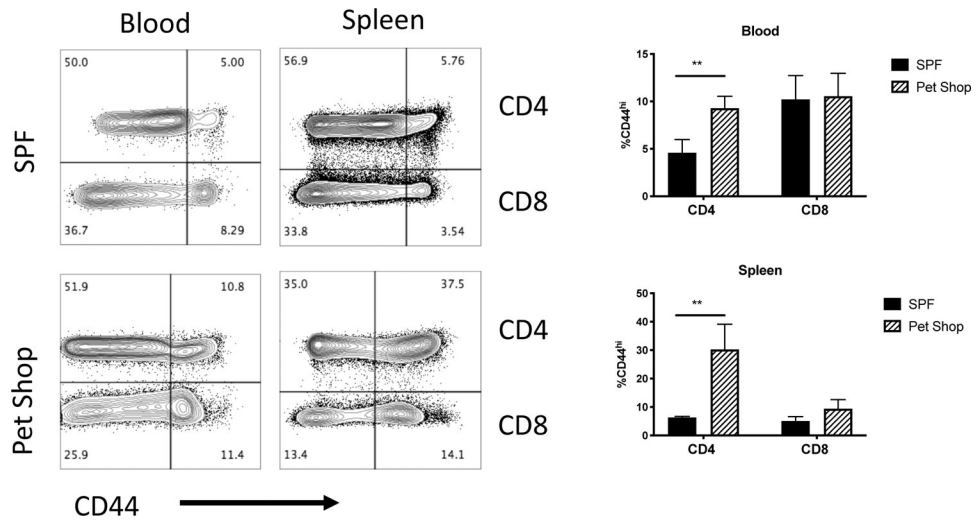 Blood Spleen
SPF
50.0 5.00
36.7 8.29
56.9 5.76
33.8 3.54
CD4
CD8
Pet Shop
51.9 10.8
25.9 11.4
35.0 37.5
13.4 14.1
CD4
CD8
CD44
Blood
%CD44hi
15
10
5
0
**
CD4 CD8
SPF
Pet Shop
Spleen
%CD44hi
50
40
30
20
10
0
**
CD4 CD8
SPF
Pet Shop